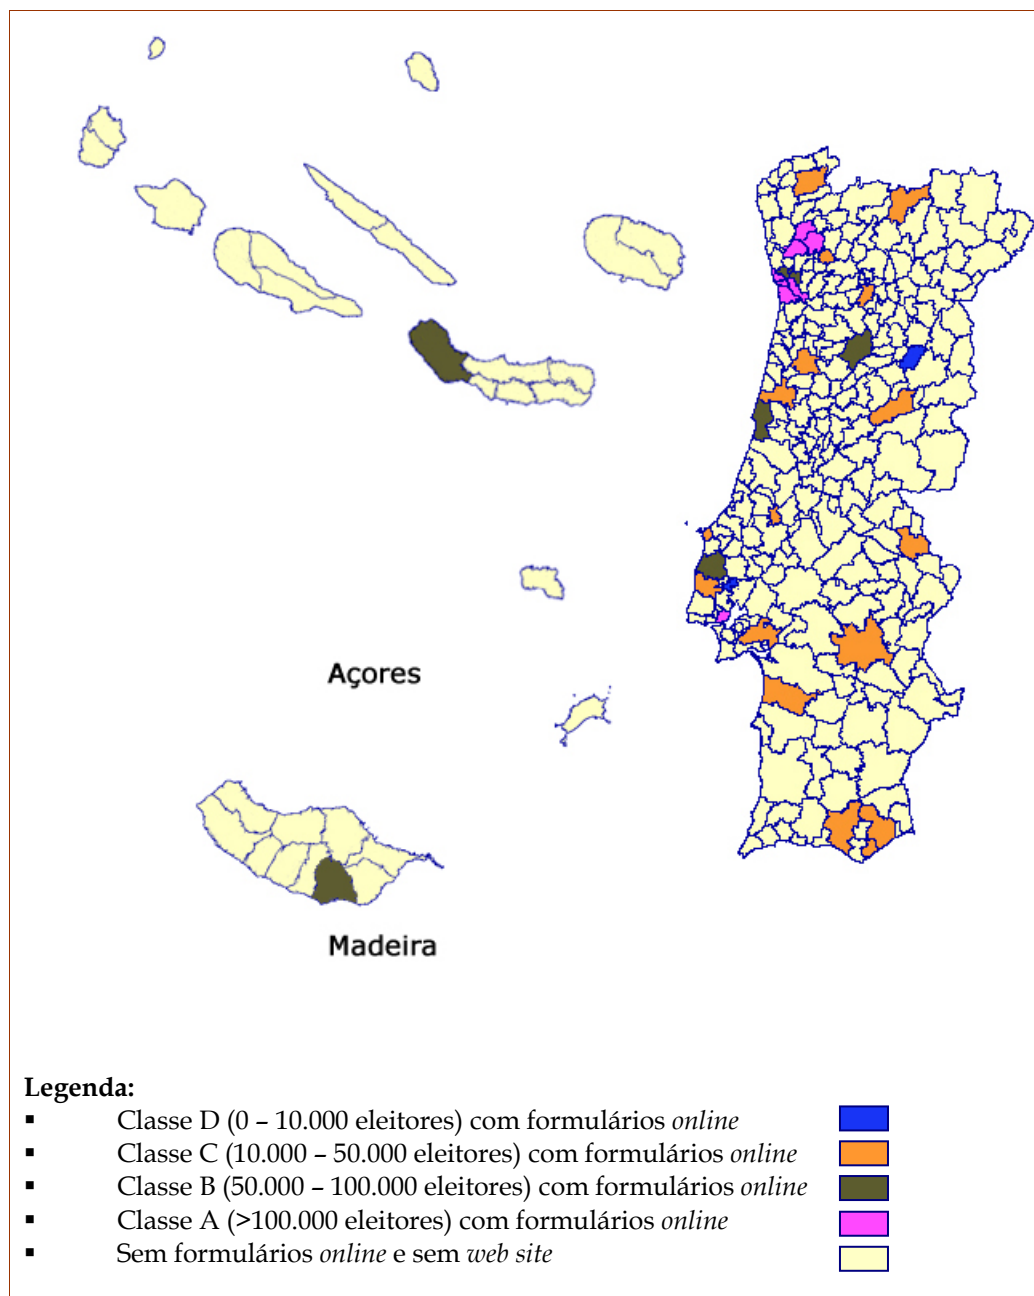 Açores
Madeira
Legenda:
▪ Classe D (0 – 10.000 eleitores) com formulários online
▪ Classe C (10.000 – 50.000 eleitores) com formulários online
▪ Classe B (50.000 – 100.000 eleitores) com formulários online
▪ Classe A (>100.000 eleitores) com formulários online
▪ Sem formulários online e sem web site